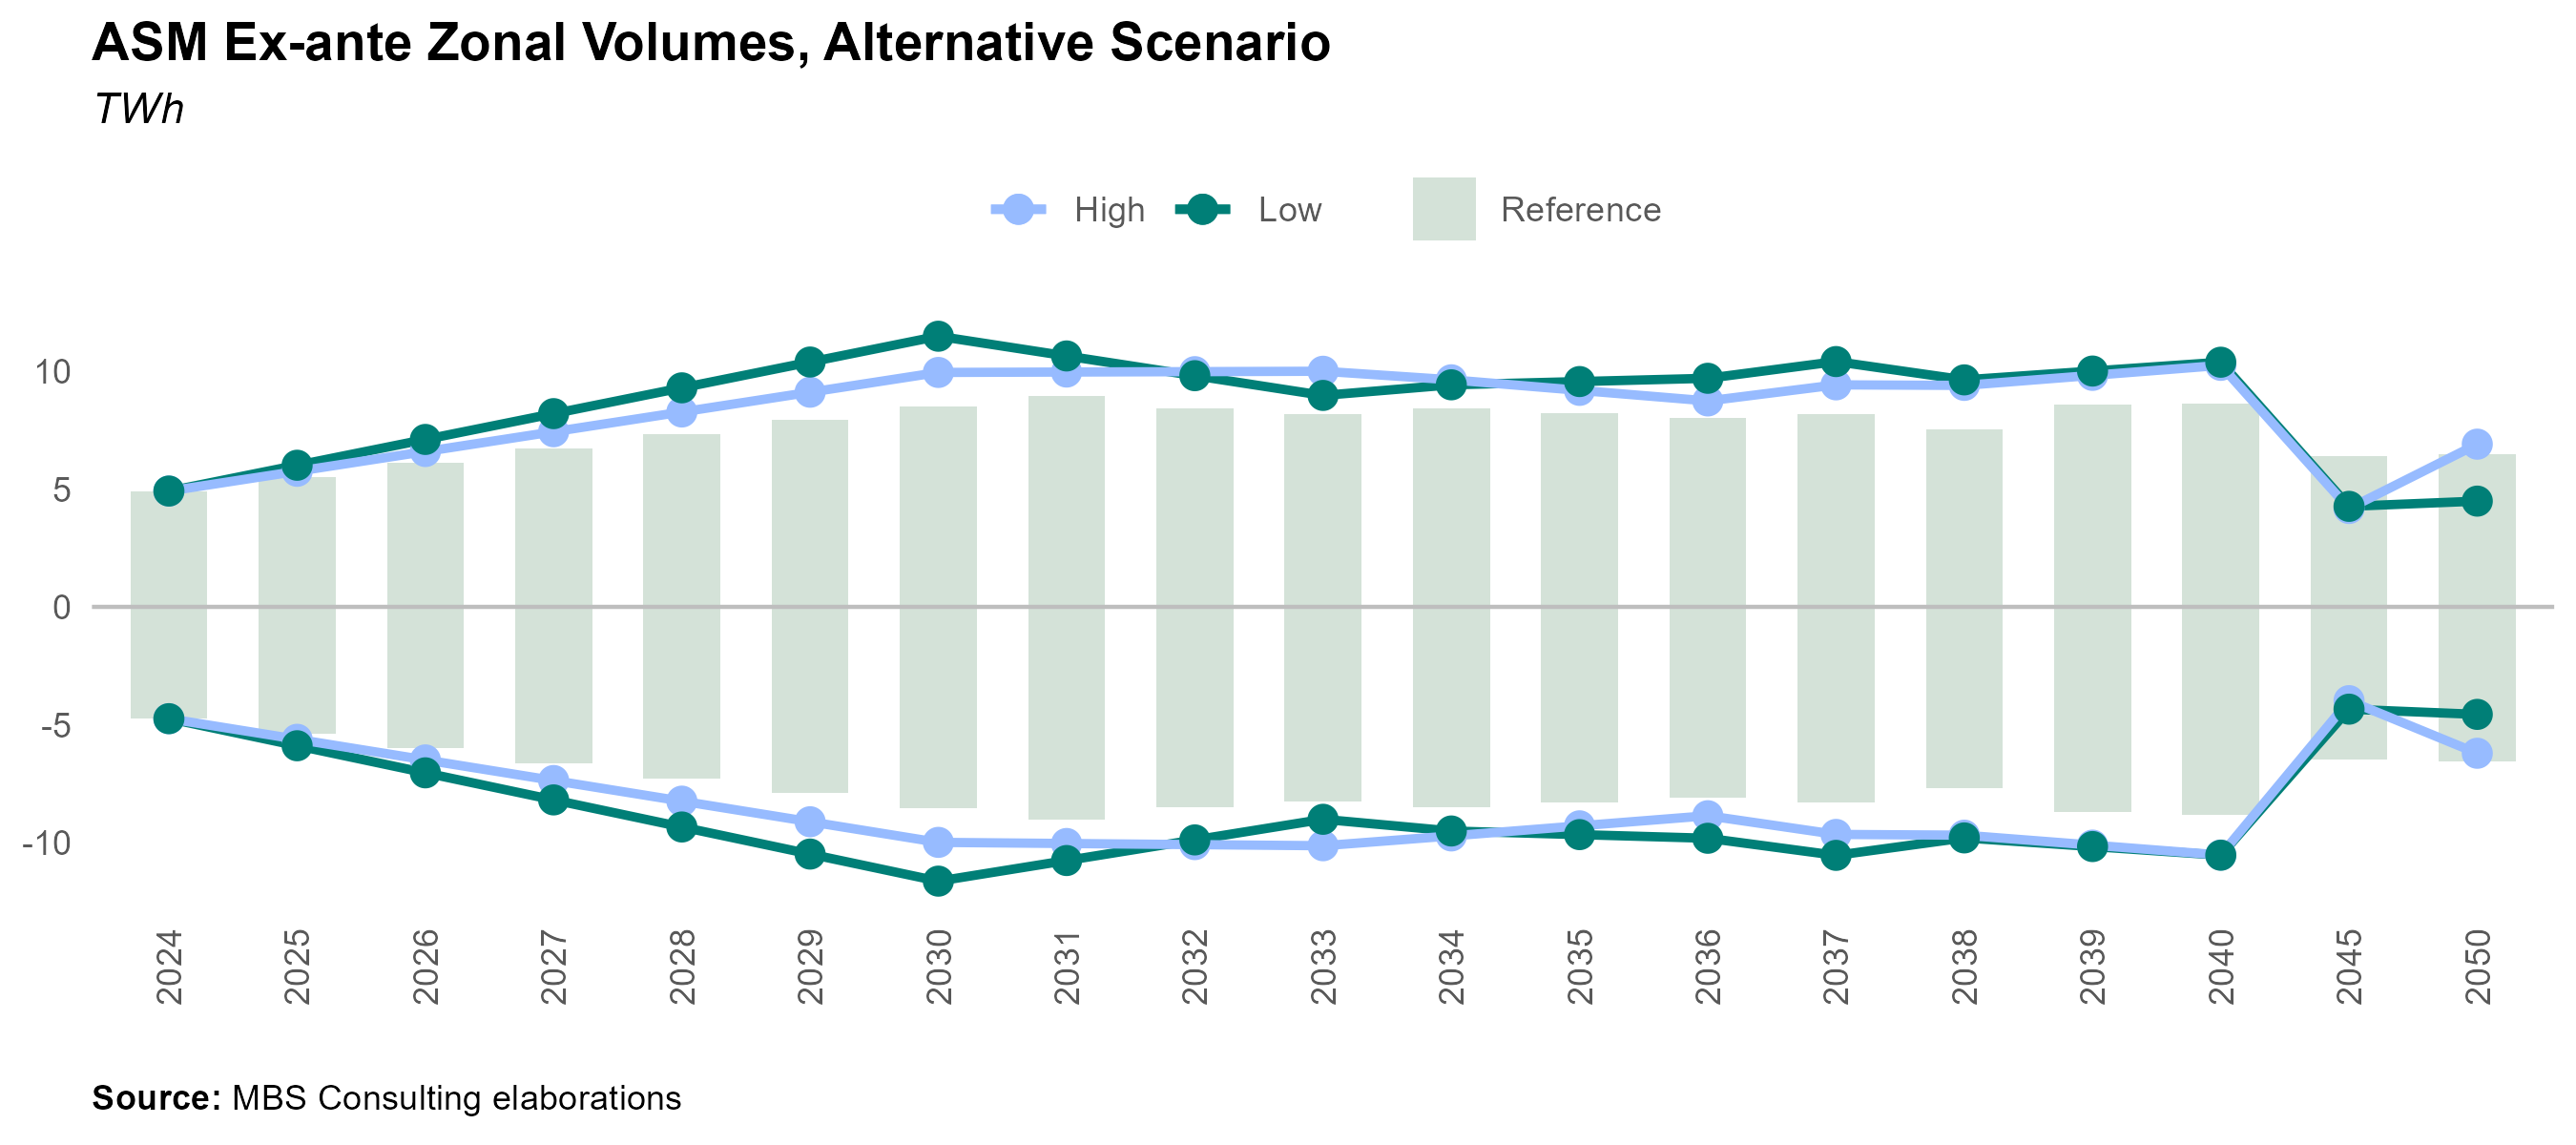 ASM Ex-ante Zonal Volumes, Alternative Scenario
TWh
High Low Reference
10
5
0
-5
-10
2024 2025 2026 2027 2028 2029 2030 2031 2032 2033 2034 2035 2036 2037 2038 2039 2040 2045 2050
Source: MBS Consulting elaborations